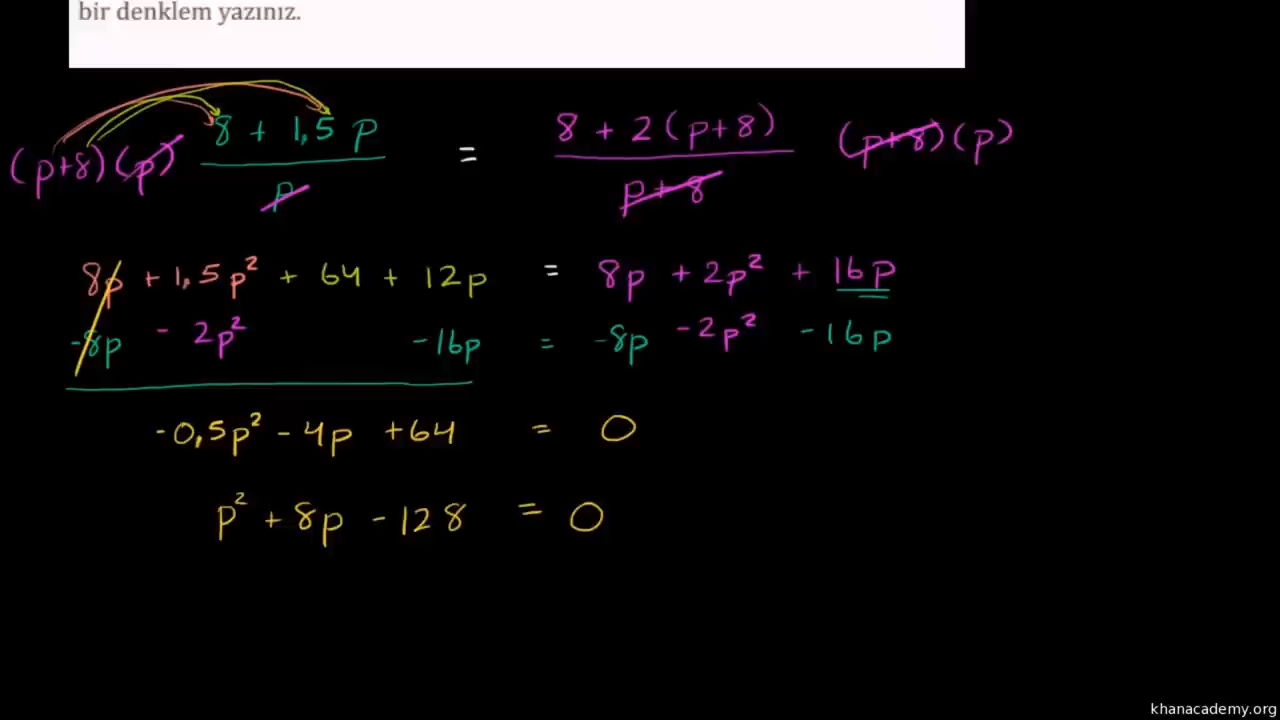 bir denklem yazınız.
(p+8)(p) 8 + 1,5 p / p = 8 + 2(p+8) / p+8 (p+8)(p)
8p + 1,5p² + 64 + 12p = 8p + 2p² + 16p
-8p - 2p² -16p = -8p -2p² -16p
-0,5p² - 4p +64 = 0
p² + 8p - 128 = 0
khanacademy.org